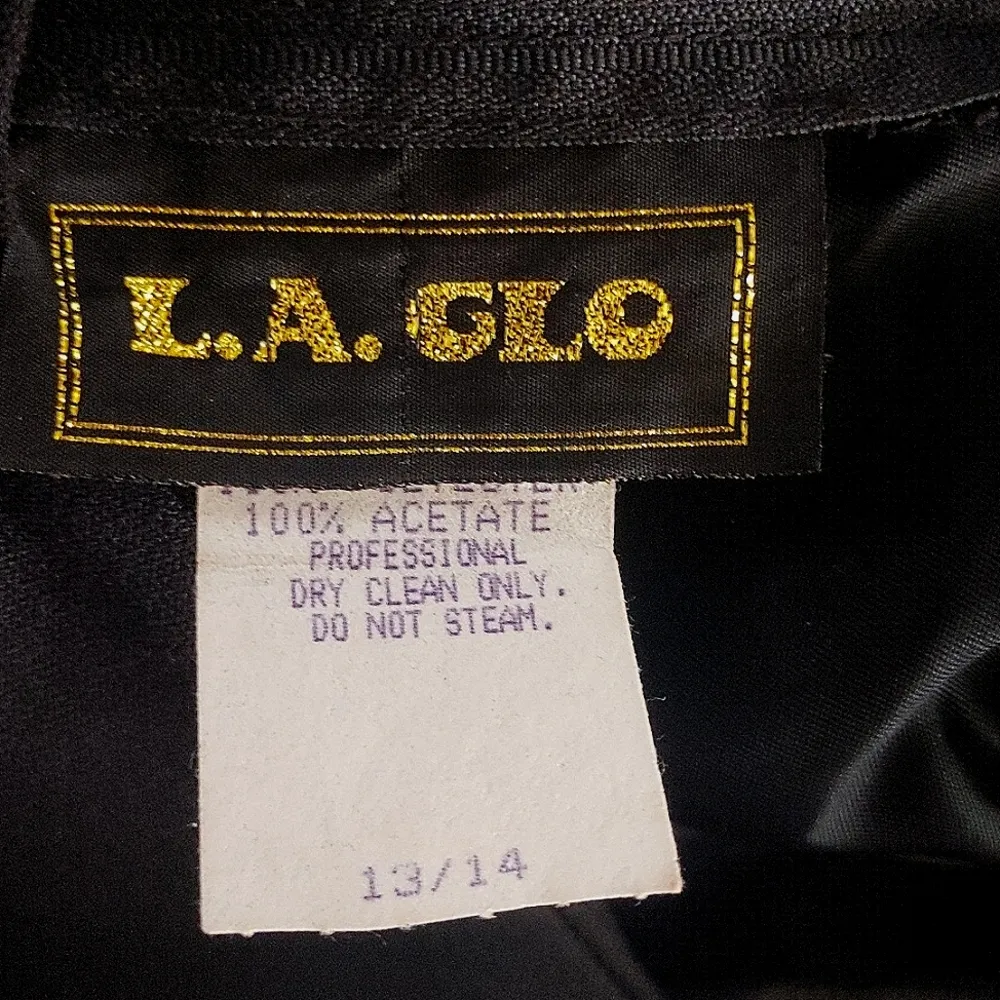 L.A. GLO
100% ACETATE
PROFESSIONAL
DRY CLEAN ONLY.
DO NOT STEAM.
13/14